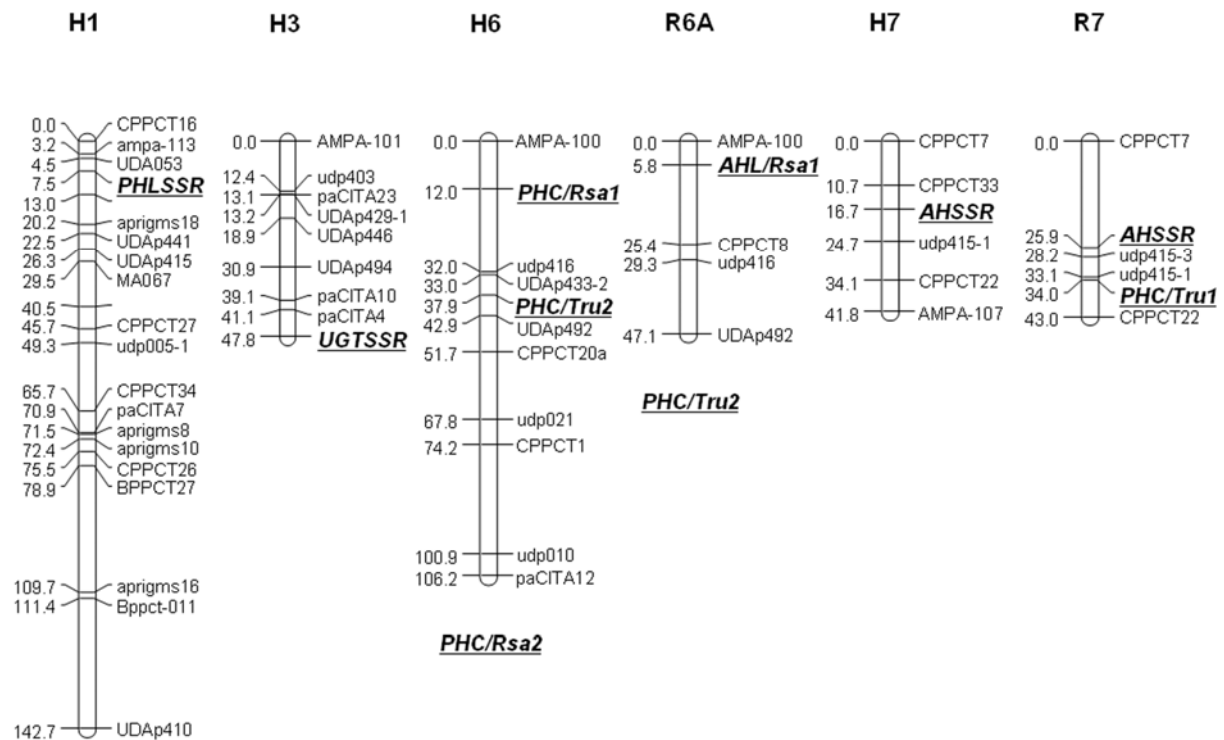 H1
0.0 CPPCT16
3.2 ampa-113
4.5 UDA053
7.5 PHLSSR
13.0
20.2 aprigms18
22.5 UDAp441
26.3 UDAp415
29.5 MA067
40.5
45.7 CPPCT27
49.3 udp005-1
65.7 CPPCT34
70.9 paCITA7
71.5 aprigms8
72.4 aprigms10
75.5 CPPCT26
78.9 BPPCT27
109.7 aprigms16
111.4 Bppct-011
142.7 UDAp410
H3
0.0 AMPA-101
12.4 udp403
13.1 paCITA23
13.2 UDAp429-1
18.9 UDAp446
30.9 UDAp494
39.1 paCITA10
41.1 paCITA4
47.8 UGTSSR
H6
0.0 AMPA-100
12.0 PHC/Rsa1
32.0 udp416
33.0 UDAp433-2
37.9 PHC/Tru2
42.9 UDAp492
51.7 CPPCT20a
67.8 udp021
74.2 CPPCT1
100.9 udp010
106.2 paCITA12
PHC/Rsa2
R6A
0.0 AMPA-100
5.8 AHL/Rsa1
25.4 CPPCT8
29.3 udp416
47.1 UDAp492
PHC/Tru2
H7
0.0 CPPCT7
10.7 CPPCT33
16.7 AHSSR
24.7 udp415-1
34.1 CPPCT22
41.8 AMPA-107
R7
0.0 CPPCT7
25.9 AHSSR
28.2 udp415-3
33.1 udp415-1
34.0 PHC/Tru1
43.0 CPPCT22